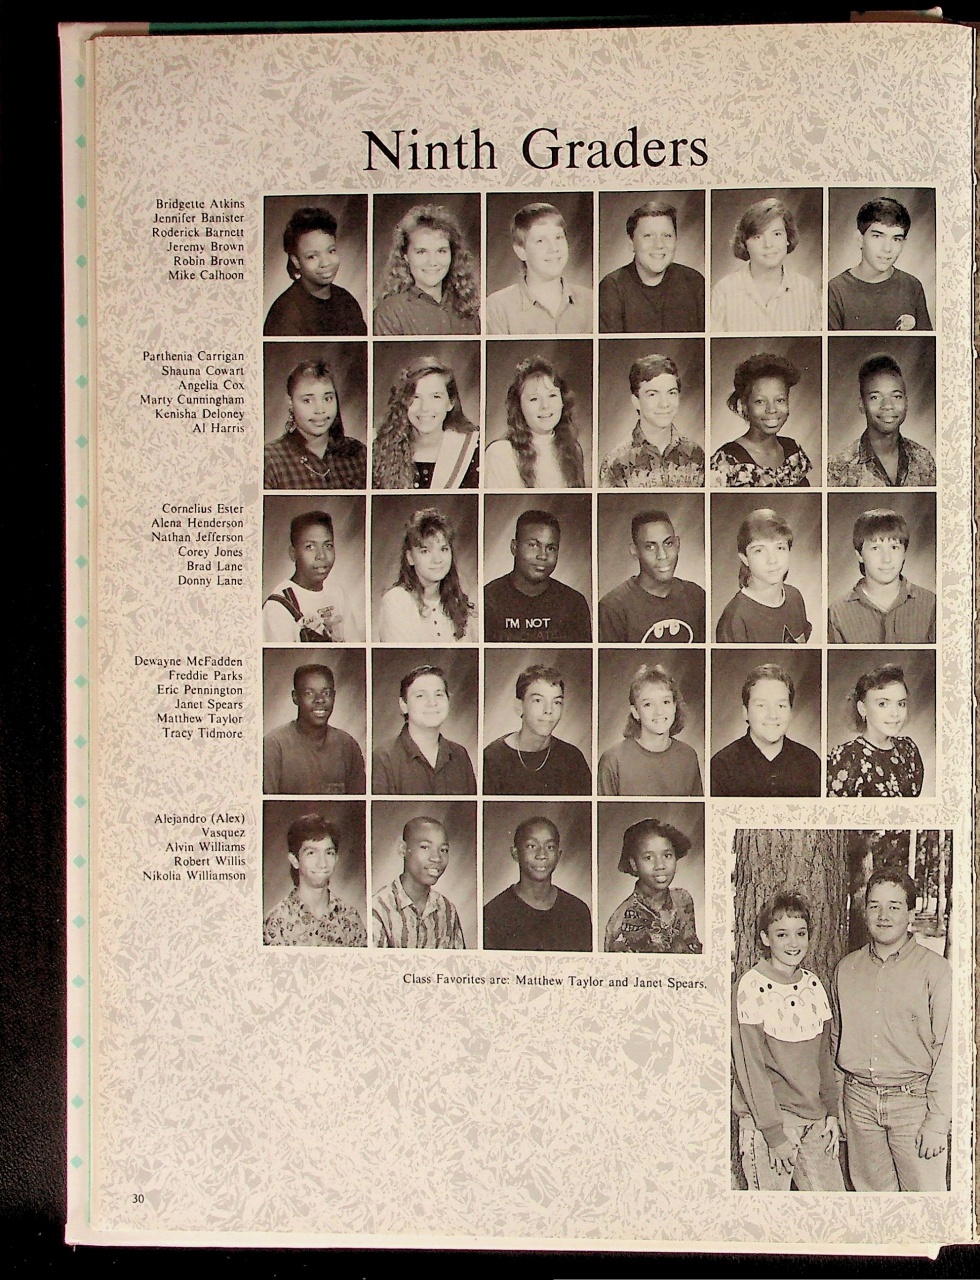 Ninth Graders
Bridgette Atkins
Jennifer Banister
Roderick Barnett
Jeremy Brown
Robin Brown
Mike Calhoon
Parthenia Carrigan
Shauna Cowart
Angelia Cox
Marty Cunningham
Kenisha Deloney
Al Harris
Cornelius Ester
Alena Henderson
Nathan Jefferson
Corey Jones
Brad Lane
Donny Lane
I'M NOT
Dewayne McFadden
Freddie Parks
Eric Pennington
Janet Spears
Matthew Taylor
Tracy Tidmore
Alejandro (Alex)
Vasquez
Alvin Williams
Robert Willis
Nikolia Williamson
Class Favorites are: Matthew Taylor and Janet Spears.
30